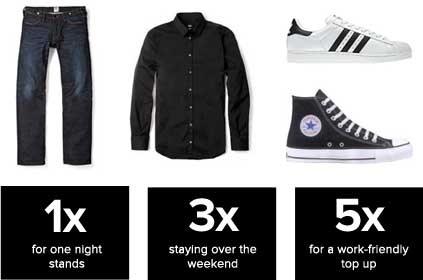 1x
for one night
stands
3x
staying over the
weekend
5x
for a work-friendly
top up